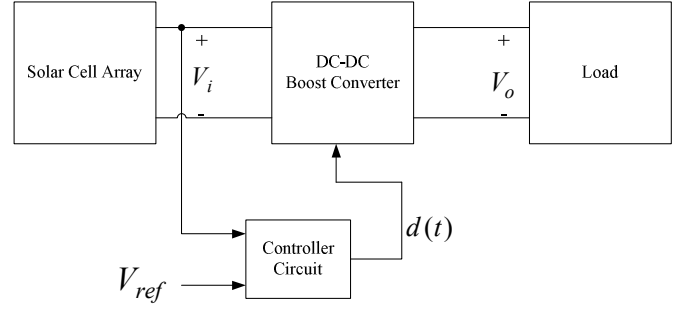 Solar Cell Array
+
V_i
-
DC-DC
Boost Converter
+
V_o
-
Load
Controller
Circuit
d(t)
V_ref